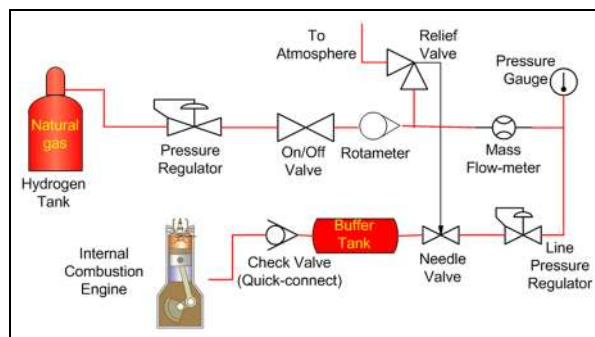 To
Atmosphere
Relief
Valve
Pressure
Gauge
Natural
gas
Hydrogen
Tank
Pressure
Regulator
On/Off
Valve
Rotameter
Mass
Flow-meter
Internal
Combustion
Engine
Check Valve
(Quick-connect)
Buffer
Tank
Needle
Valve
Line
Pressure
Regulator